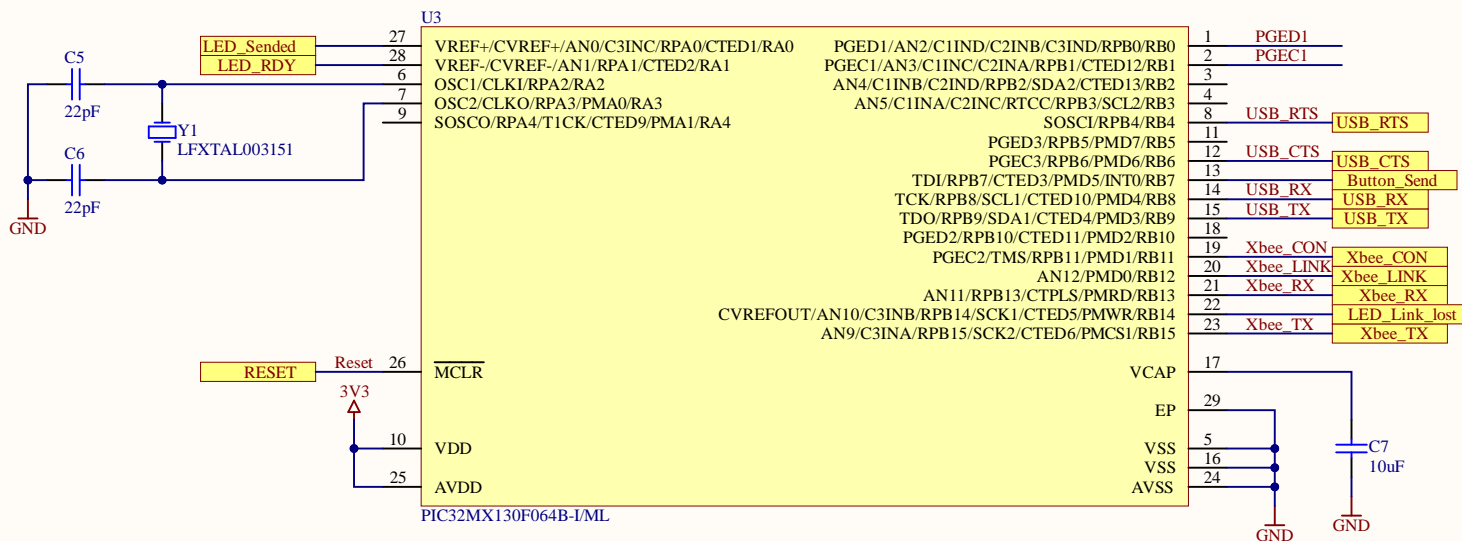 U3
LED_Sended 27 VREF+/CVREF+/AN0/C3INC/RPA0/CTED1/RA0 PGED1/AN2/C1IND/C2INB/C3IND/RPB0/RB0 1 PGED1
LED_RDY 28 VREF-/CVREF-/AN1/RPA1/CTED2/RA1 PGEC1/AN3/C1INC/C2INA/RPB1/CTED12/RB1 2 PGEC1
C5 6 OSC1/CLKI/RPA2/RA2 AN4/C1INB/C2IND/RPB2/SDA2/CTED13/RB2 3
22pF 7 OSC2/CLKO/RPA3/PMA0/RA3 AN5/C1INA/C2INC/RTCC/RPB3/SCL2/RB3 4
9 SOSCO/RPA4/T1CK/CTED9/PMA1/RA4 SOSCI/RPB4/RB4 8 USB_RTS USB_RTS
Y1 PGED3/RPB5/PMD7/RB5 11
LFXTAL003151 PGEC3/RPB6/PMD6/RB6 12 USB_CTS USB_CTS
C6 TDI/RPB7/CTED3/PMD5/INT0/RB7 13 Button_Send
22pF TCK/RPB8/SCL1/CTED10/PMD4/RB8 14 USB_RX USB_RX
GND TDO/RPB9/SDA1/CTED4/PMD3/RB9 15 USB_TX USB_TX
PGED2/RPB10/CTED11/PMD2/RB10 18
PGEC2/TMS/RPB11/PMD1/RB11 19 Xbee_CON Xbee_CON
AN12/PMD0/RB12 20 Xbee_LINK Xbee_LINK
AN11/RPB13/CTPLS/PMRD/RB13 21 Xbee_RX Xbee_RX
CVREFOUT/AN10/C3INB/RPB14/SCK1/CTED5/PMWR/RB14 22 LED_Link_lost
AN9/C3INA/RPB15/SCK2/CTED6/PMCS1/RB15 23 Xbee_TX Xbee_TX
RESET Reset 26 MCLR VCAP 17
3V3
EP 29
10 VDD VSS 5 C7
VSS 16 10uF
25 AVDD AVSS 24
PIC32MX130F064B-I/ML
GND GND